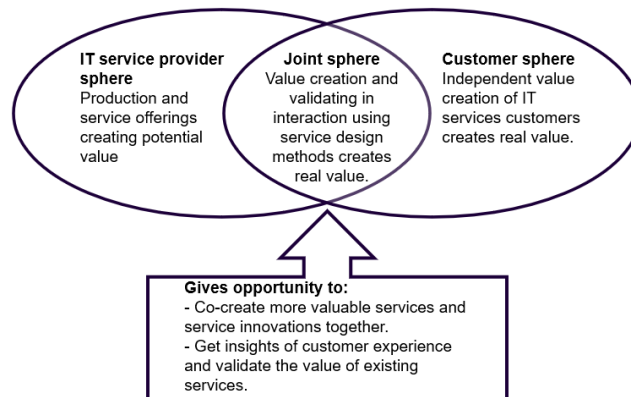 IT service provider
sphere
Production and
service offerings
creating potential
value
Joint sphere
Value creation and
validating in
interaction using
service design
methods creates
real value.
Customer sphere
Independent value
creation of IT
services customers
creates real value.
Gives opportunity to:
- Co-create more valuable services and
service innovations together.
- Get insights of customer experience
and validate the value of existing
services.